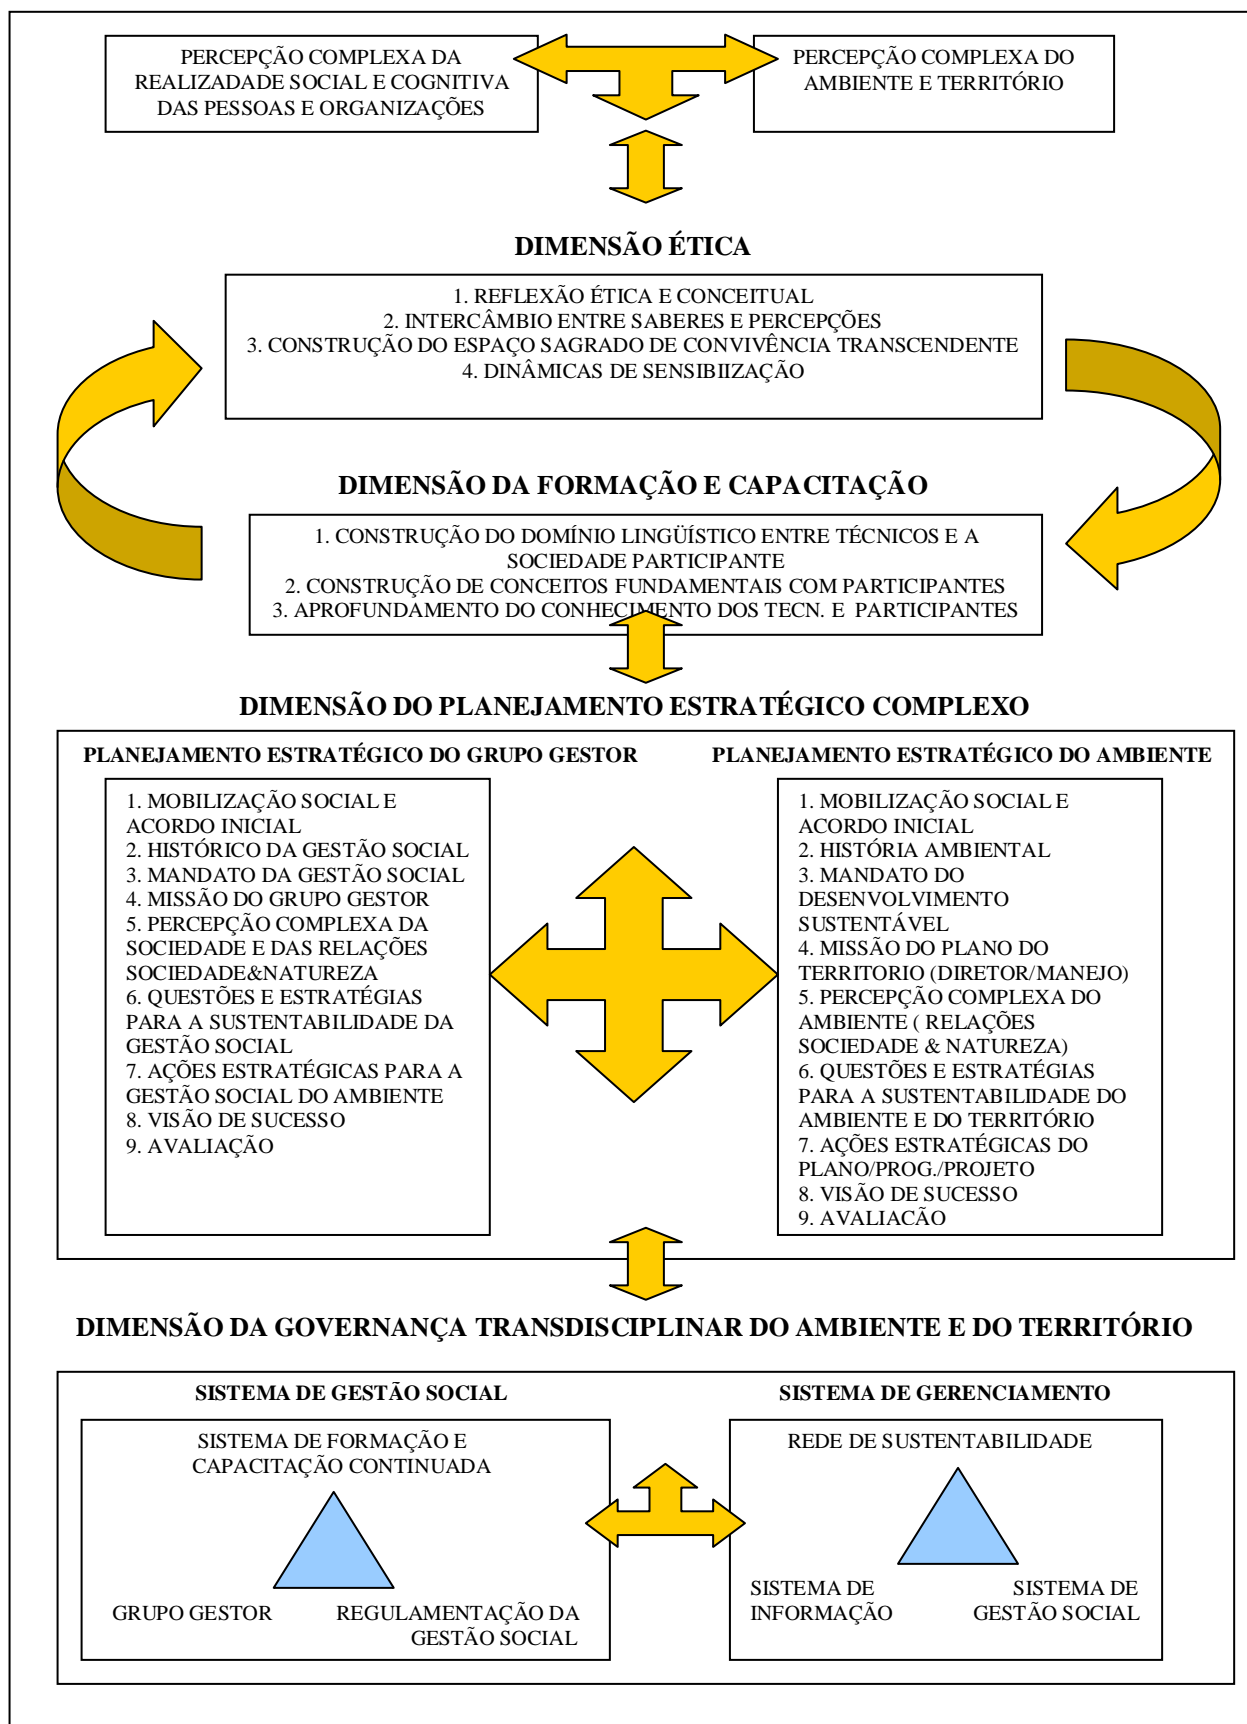 PERCEPÇÃO COMPLEXA DA
REALIZADADE SOCIAL E COGNITIVA
DAS PESSOAS E ORGANIZAÇÕES
PERCEPÇÃO COMPLEXA DO
AMBIENTE E TERRITÓRIO
DIMENSÃO ÉTICA
1. REFLEXÃO ÉTICA E CONCEITUAL
2. INTERCÂMBIO ENTRE SABERES E PERCEPÇÕES
3. CONSTRUÇÃO DO ESPAÇO SAGRADO DE CONVIVÊNCIA TRANSCENDENTE
4. DINÂMICAS DE SENSIBIIZAÇÃO
DIMENSÃO DA FORMAÇÃO E CAPACITAÇÃO
1. CONSTRUÇÃO DO DOMÍNIO LINGÜÍSTICO ENTRE TÉCNICOS E A
SOCIEDADE PARTICIPANTE
2. CONSTRUÇÃO DE CONCEITOS FUNDAMENTAIS COM PARTICIPANTES
3. APROFUNDAMENTO DO CONHECIMENTO DOS TECN. E PARTICIPANTES
DIMENSÃO DO PLANEJAMENTO ESTRATÉGICO COMPLEXO
PLANEJAMENTO ESTRATÉGICO DO GRUPO GESTOR
1. MOBILIZAÇÃO SOCIAL E
ACORDO INICIAL
2. HISTÓRICO DA GESTÃO SOCIAL
3. MANDATO DA GESTÃO SOCIAL
4. MISSÃO DO GRUPO GESTOR
5. PERCEPÇÃO COMPLEXA DA
SOCIEDADE E DAS RELAÇÕES
SOCIEDADE&NATUREZA
6. QUESTÕES E ESTRATÉGIAS
PARA A SUSTENTABILIDADE DA
GESTÃO SOCIAL
7. AÇÕES ESTRATÉGICAS PARA A
GESTÃO SOCIAL DO AMBIENTE
8. VISÃO DE SUCESSO
9. AVALIAÇÃO
PLANEJAMENTO ESTRATÉGICO DO AMBIENTE
1. MOBILIZAÇÃO SOCIAL E
ACORDO INICIAL
2. HISTÓRIA AMBIENTAL
3. MANDATO DO
DESENVOLVIMENTO
SUSTENTÁVEL
4. MISSÃO DO PLANO DO
TERRITORIO (DIRETOR/MANEJO)
5. PERCEPÇÃO COMPLEXA DO
AMBIENTE ( RELAÇÕES
SOCIEDADE & NATUREZA)
6. QUESTÕES E ESTRATÉGIAS
PARA A SUSTENTABILIDADE DO
AMBIENTE E DO TERRITÓRIO
7. AÇÕES ESTRATÉGICAS DO
PLANO/PROG./PROJETO
8. VISÃO DE SUCESSO
9. AVALIACÃO
DIMENSÃO DA GOVERNANÇA TRANSDISCIPLINAR DO AMBIENTE E DO TERRITÓRIO
SISTEMA DE GESTÃO SOCIAL
SISTEMA DE FORMAÇÃO E
CAPACITAÇÃO CONTINUADA
GRUPO GESTOR
REGULAMENTAÇÃO DA
GESTÃO SOCIAL
SISTEMA DE GERENCIAMENTO
REDE DE SUSTENTABILIDADE
SISTEMA DE
INFORMAÇÃO
SISTEMA DE
GESTÃO SOCIAL